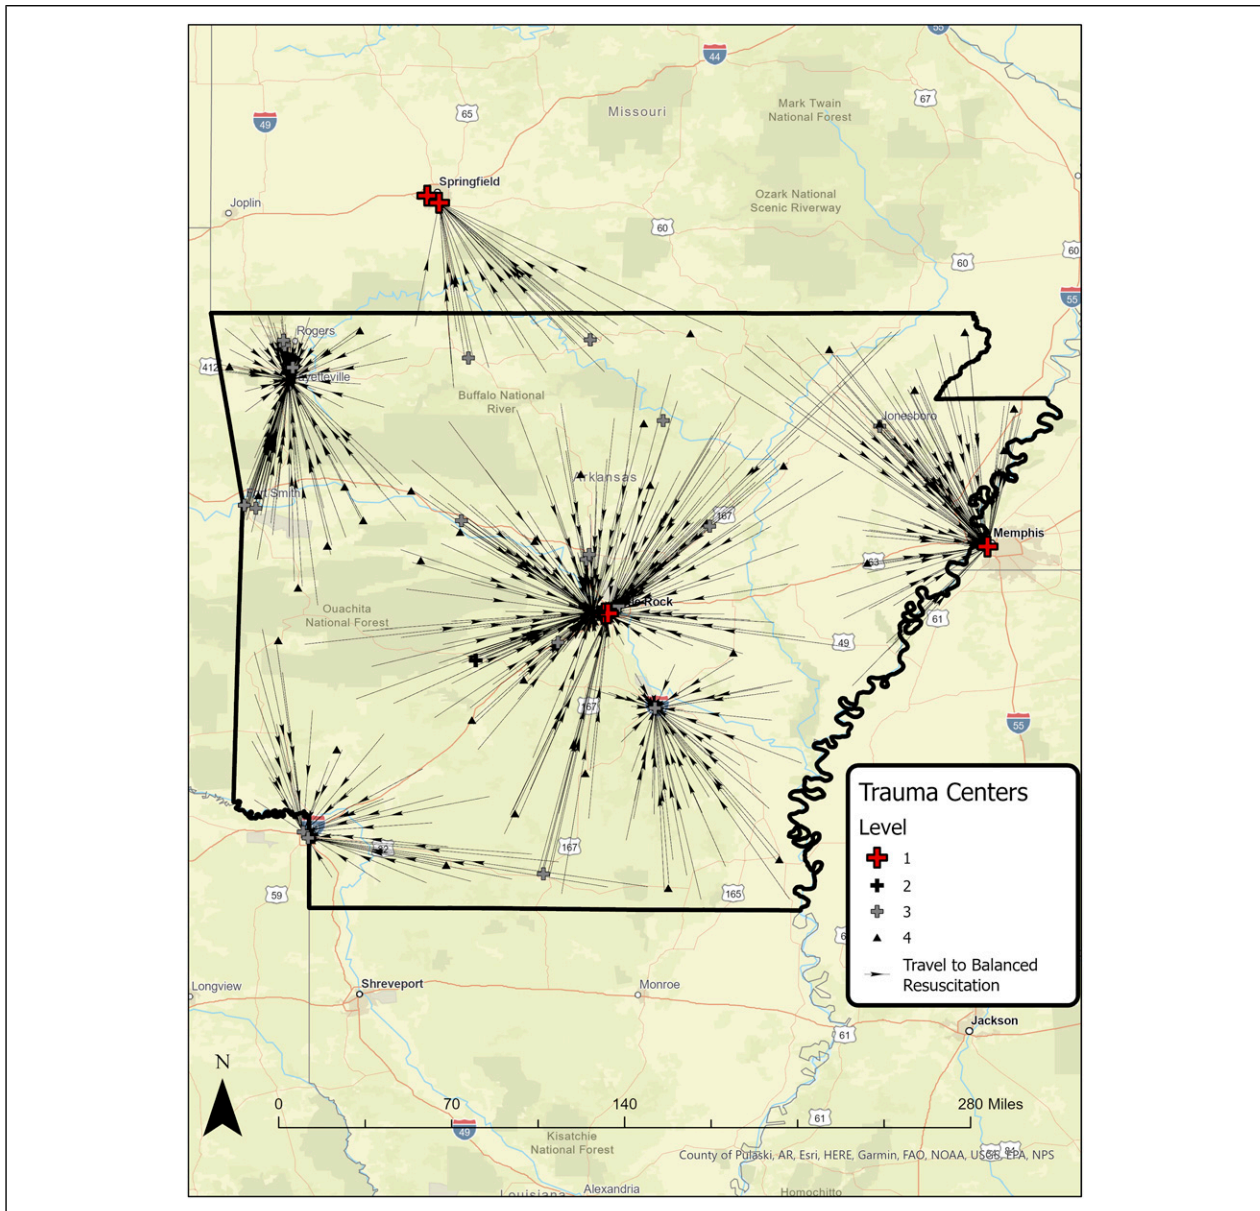 55
44
Missouri
Mark Twain
National Forest
67
65
49
Springfield
Joplin
Ozark National
Scenic Riverway
60
60
60
55
Rogers
412
Buffalo National
River
Jonesboro
Arkansas
167
Memphis
63
Ouachita
National Forest
61
49
167
55
Trauma Centers
Level
1
2
3
4
Travel to Balanced
Resuscitation
167
59
165
Longview
Shreveport
Monroe
Jackson
61
N
0
70
140
280 Miles
61
49
Kisatchie
National Forest
County of Pulaski, AR, Esri, HERE, Garmin, FAO, NOAA, USGS, EPA, NPS
Alexandria
Louisiana
Homochitto